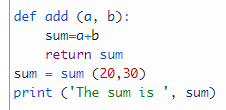 def add (a, b):
    sum=a+b
    return sum
sum = sum (20,30)
print ('The sum is ', sum)